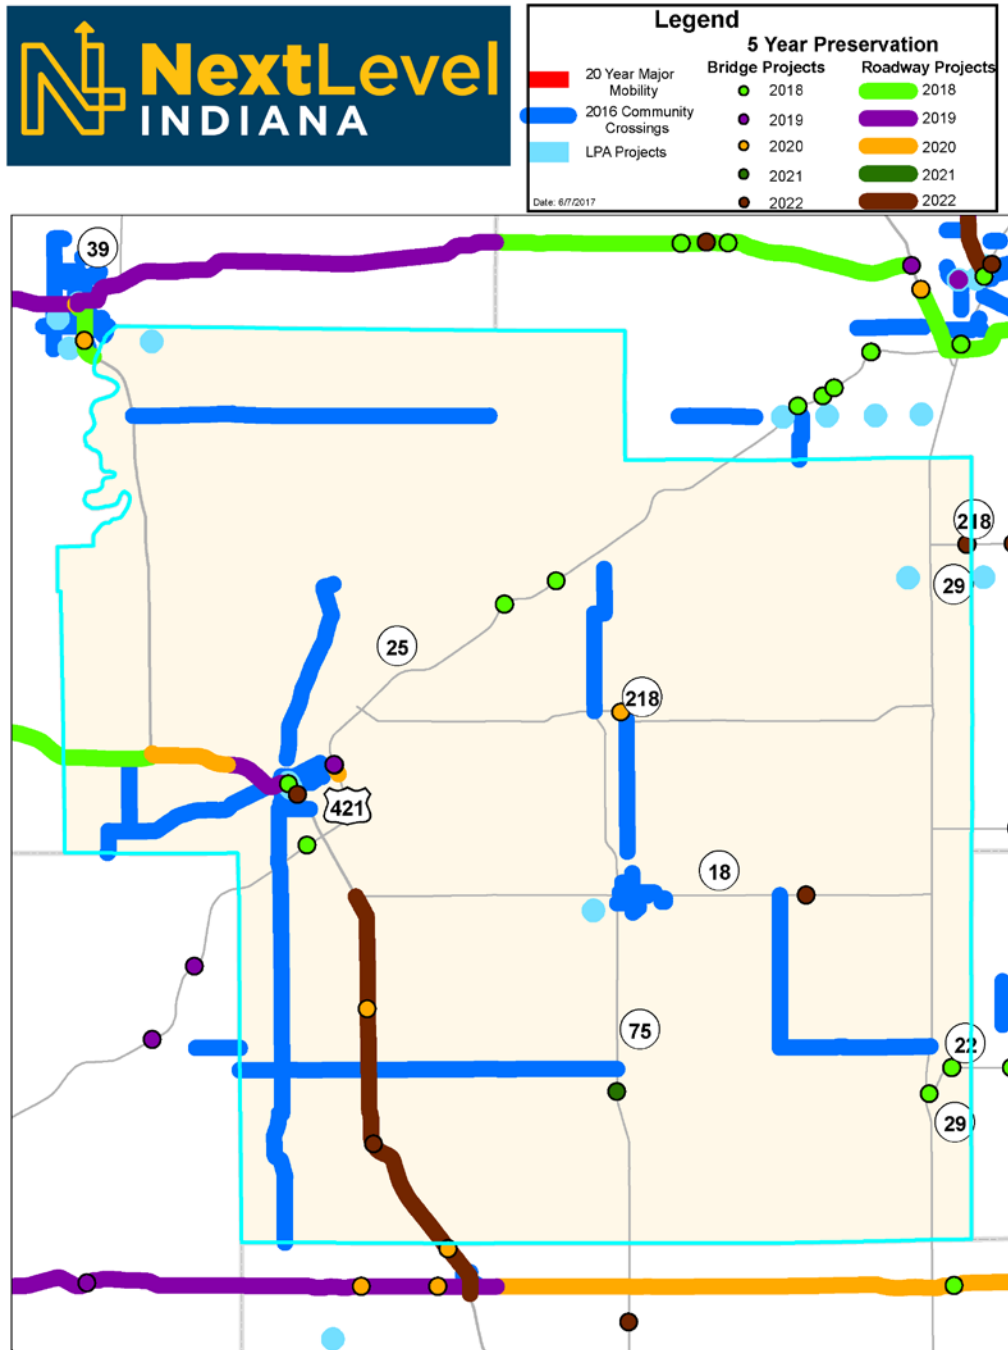 NextLevel
INDIANA
Legend
5 Year Preservation
Bridge Projects
Roadway Projects
20 Year Major
Mobility
2016 Community
Crossings
LPA Projects
2018
2019
2020
2021
2022
2018
2019
2020
2021
2022
Date: 6/7/2017
39
218
29
25
218
421
18
75
22
29